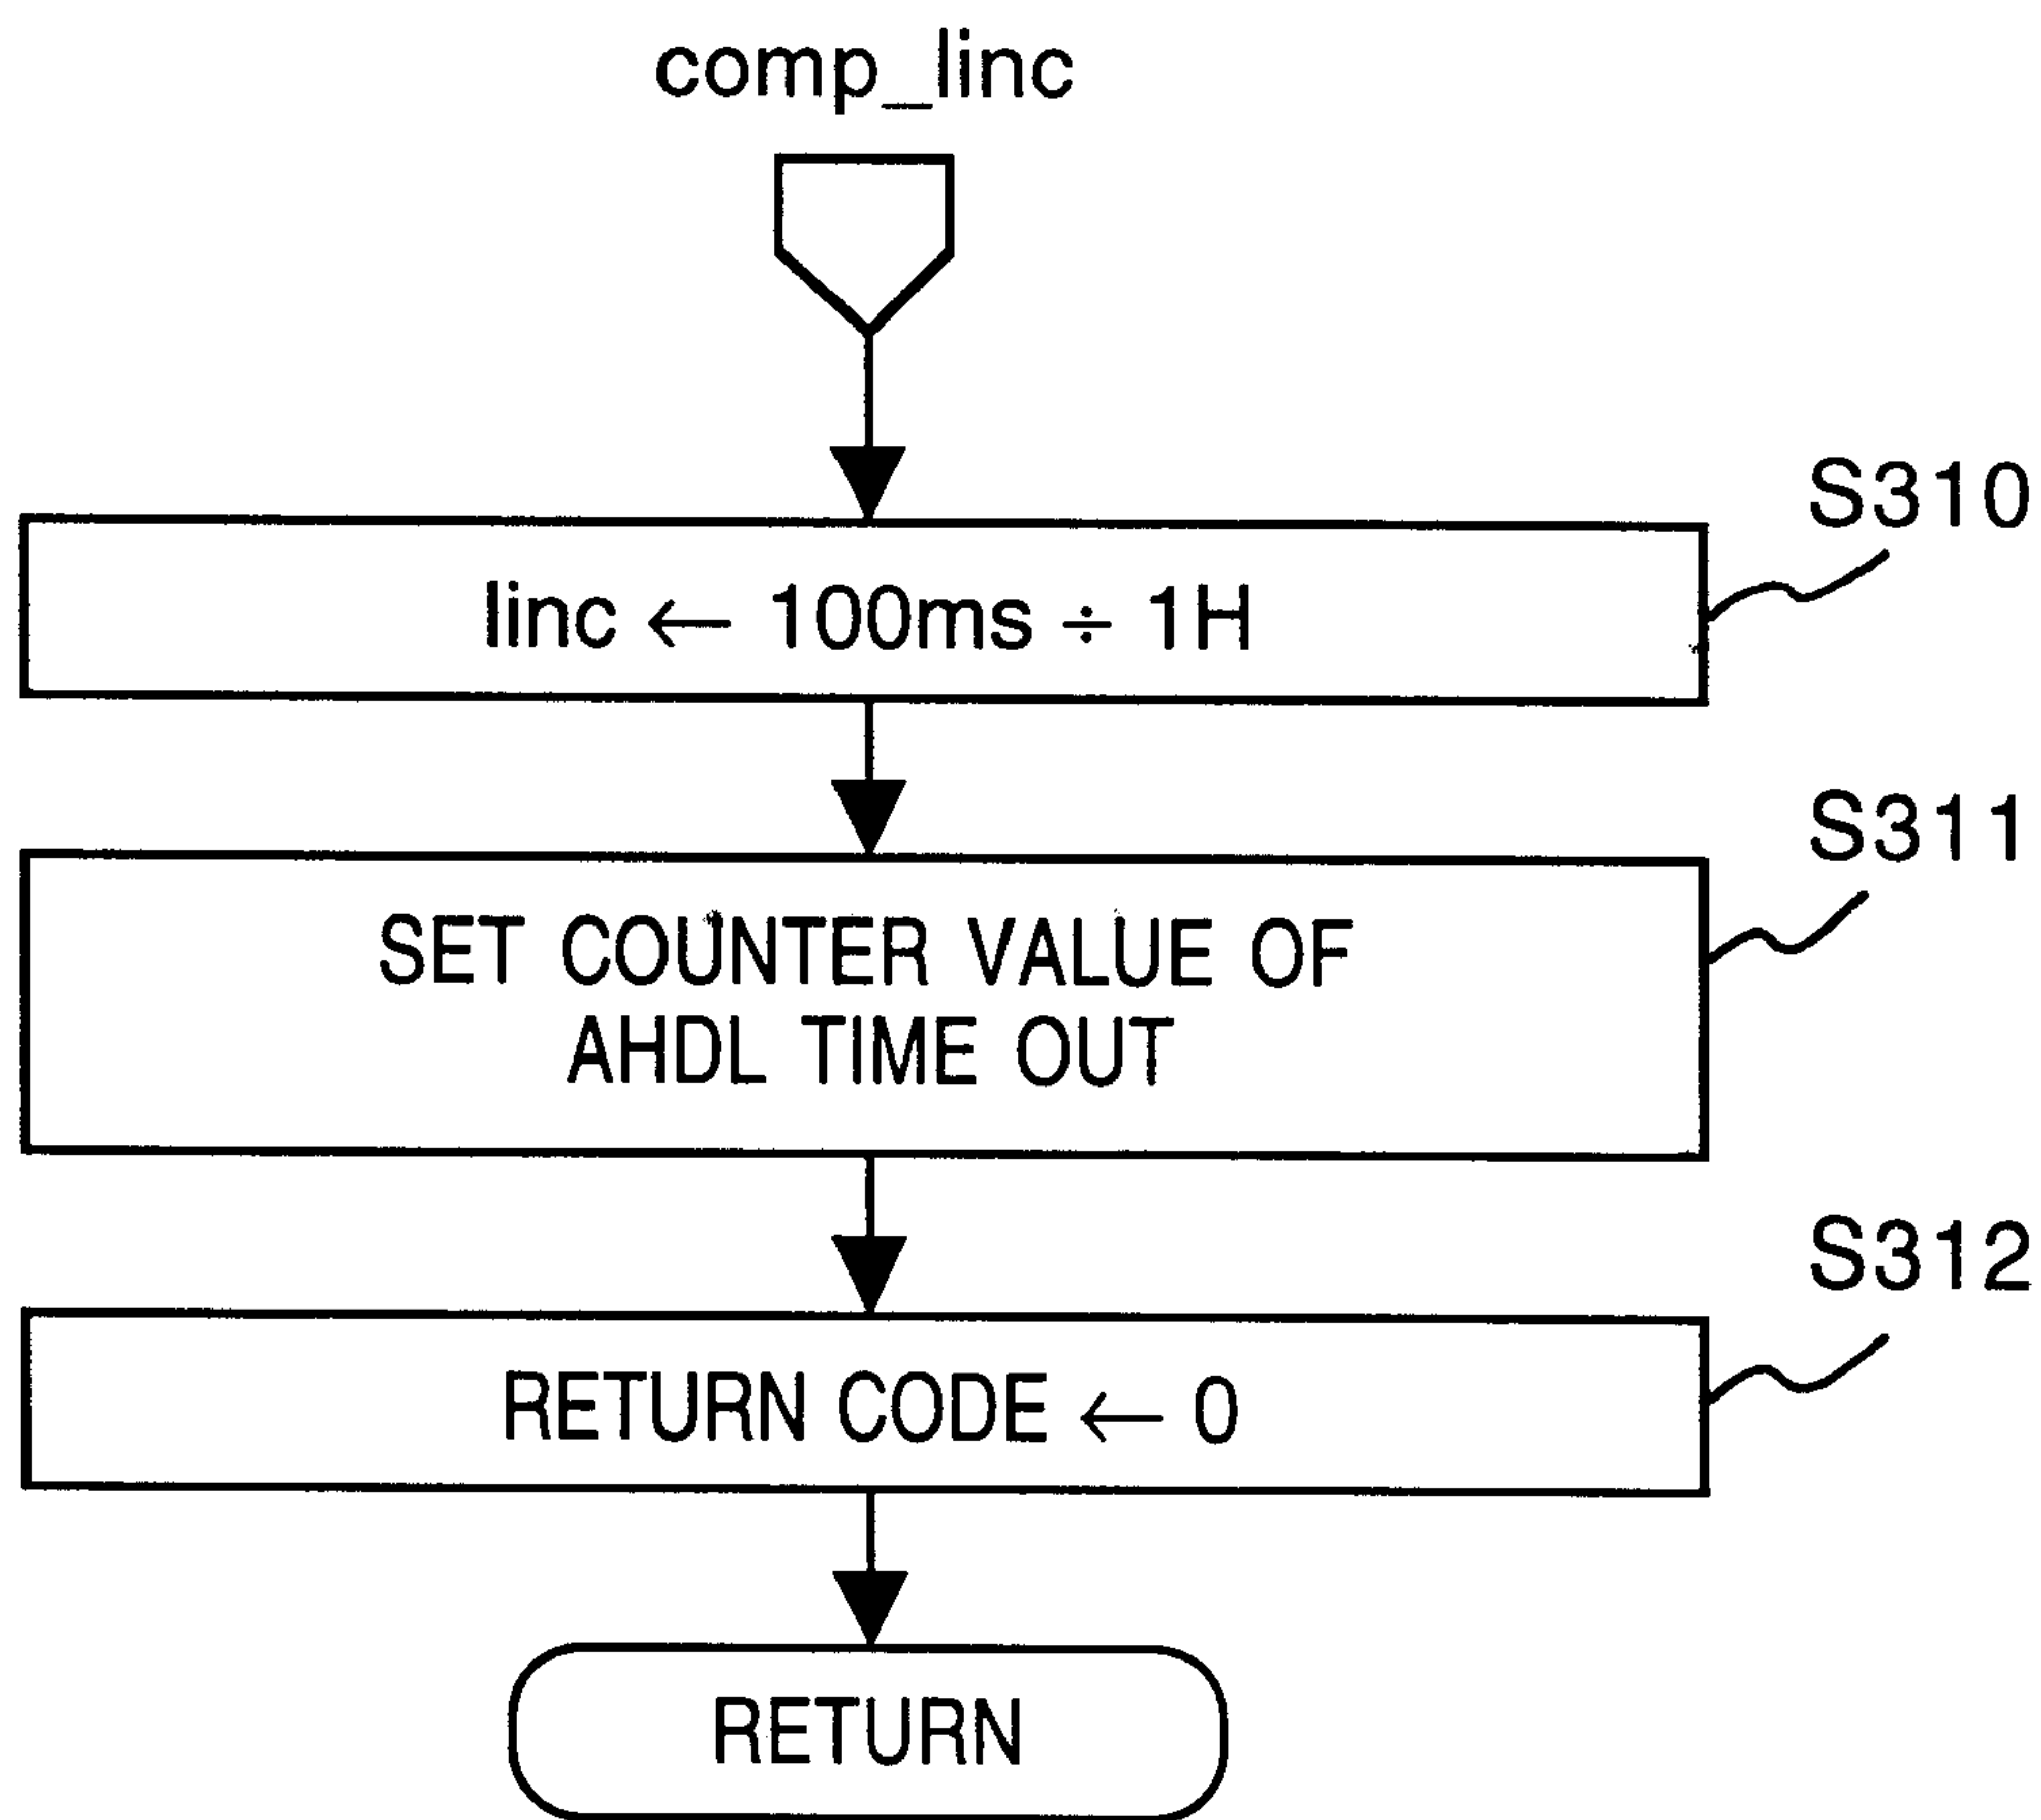 comp_linc
S310
linc ← 100ms ÷ 1H
S311
SET COUNTER VALUE OF
AHDL TIME OUT
S312
RETURN CODE ← 0
RETURN